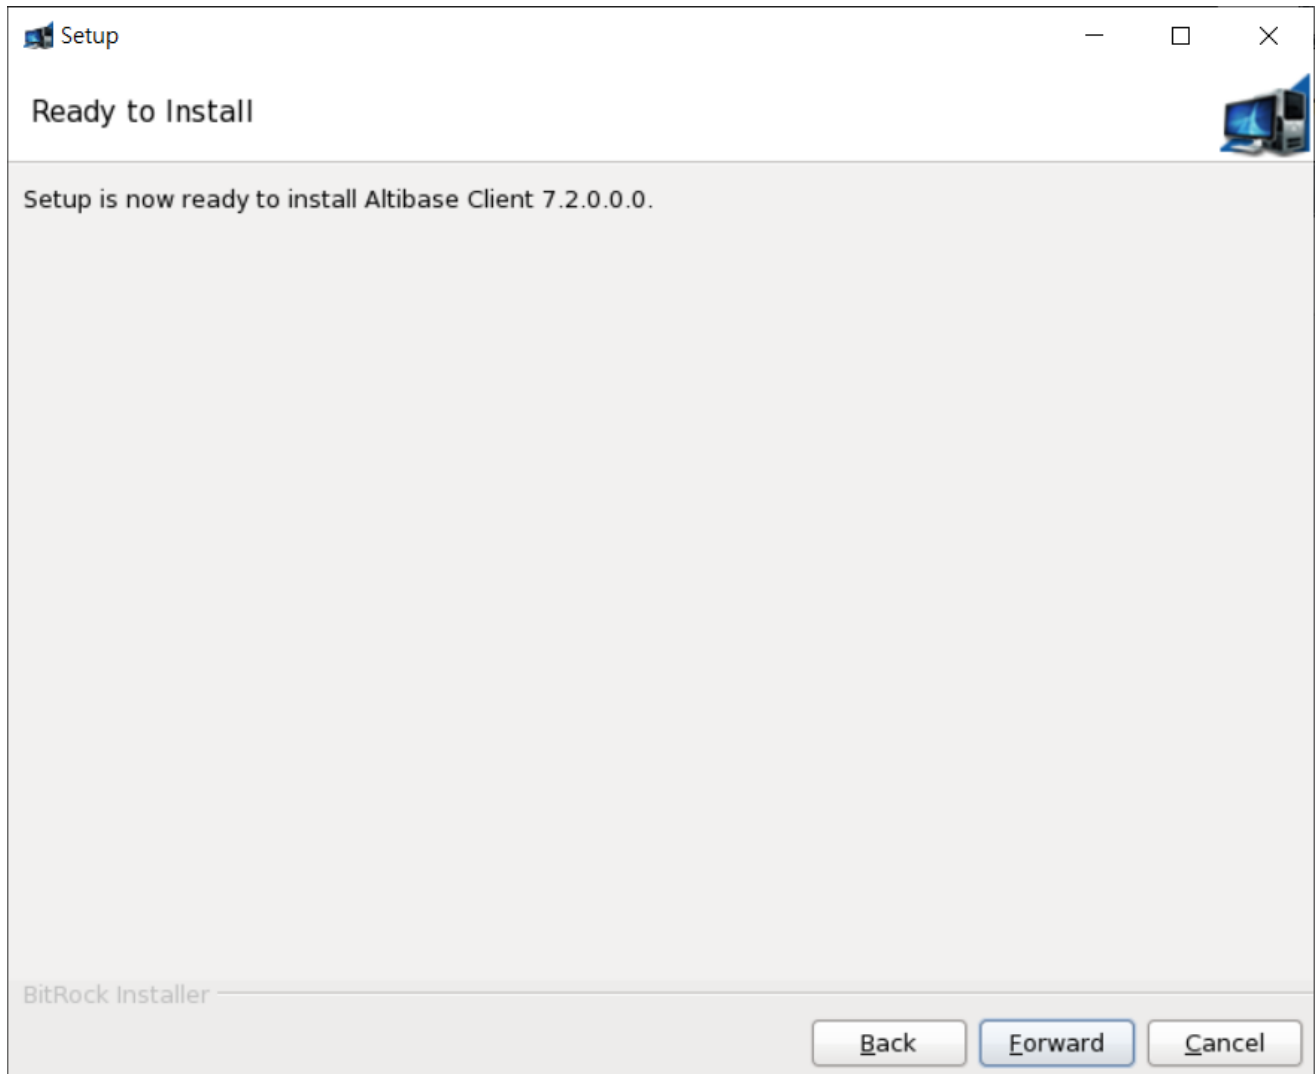 Setup
Ready to Install
Setup is now ready to install Altibase Client 7.2.0.0.0.
BitRock Installer
Back Forward Cancel